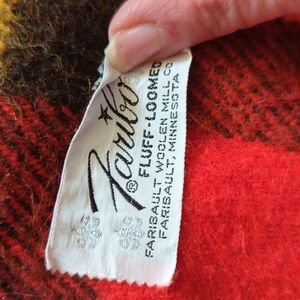 Faribo
® FLUFF-LOOMED
FARIBAULT WOOLEN MILL CO.
FARIBAULT, MINNESOTA